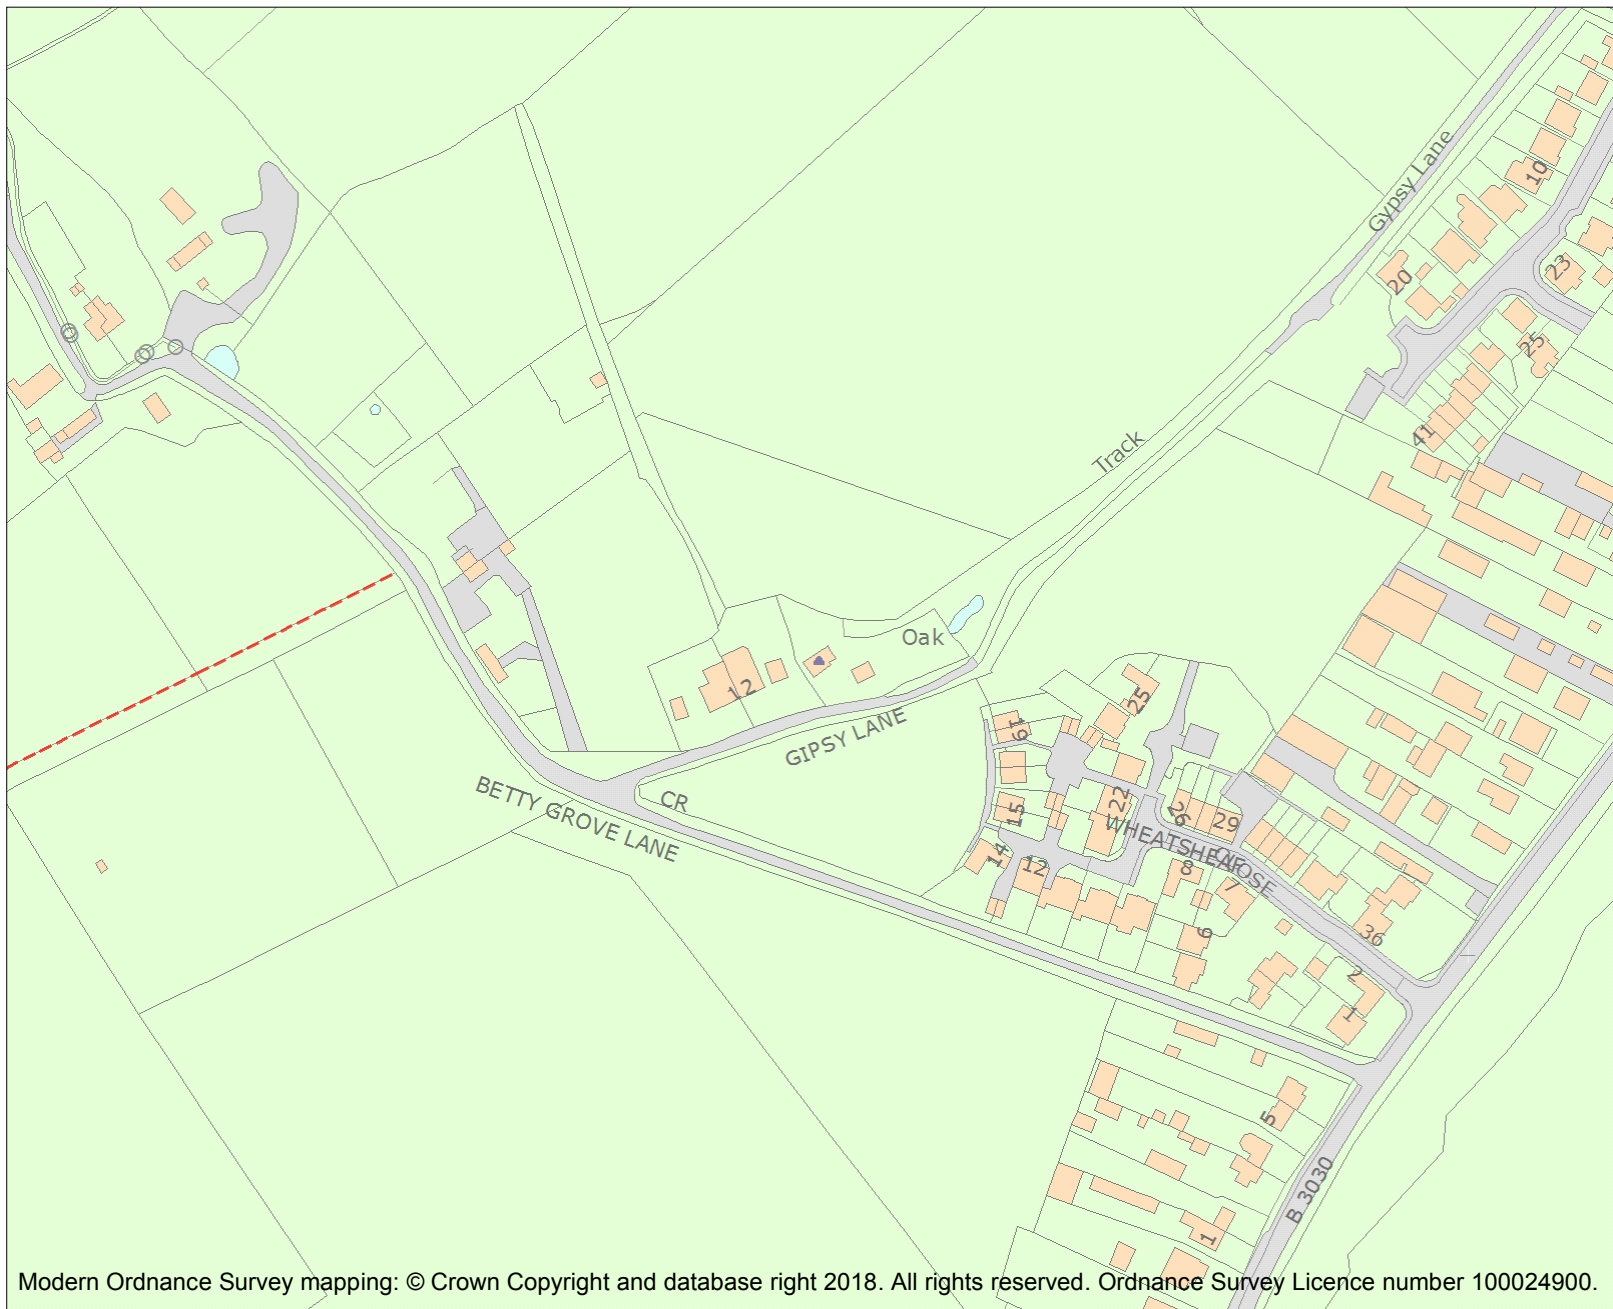 Gypsy Lane
10
20
23
25
41
Track
Oak
12
GIPSY LANE
CR
BETTY GROVE LANE
25
19
15
22
26
29
WHEATSHEAF CLOSE
14
12
8
7
6
36
2
1
5
B 3030
1
Modern Ordnance Survey mapping: © Crown Copyright and database right 2018. All rights reserved. Ordnance Survey Licence number 100024900.